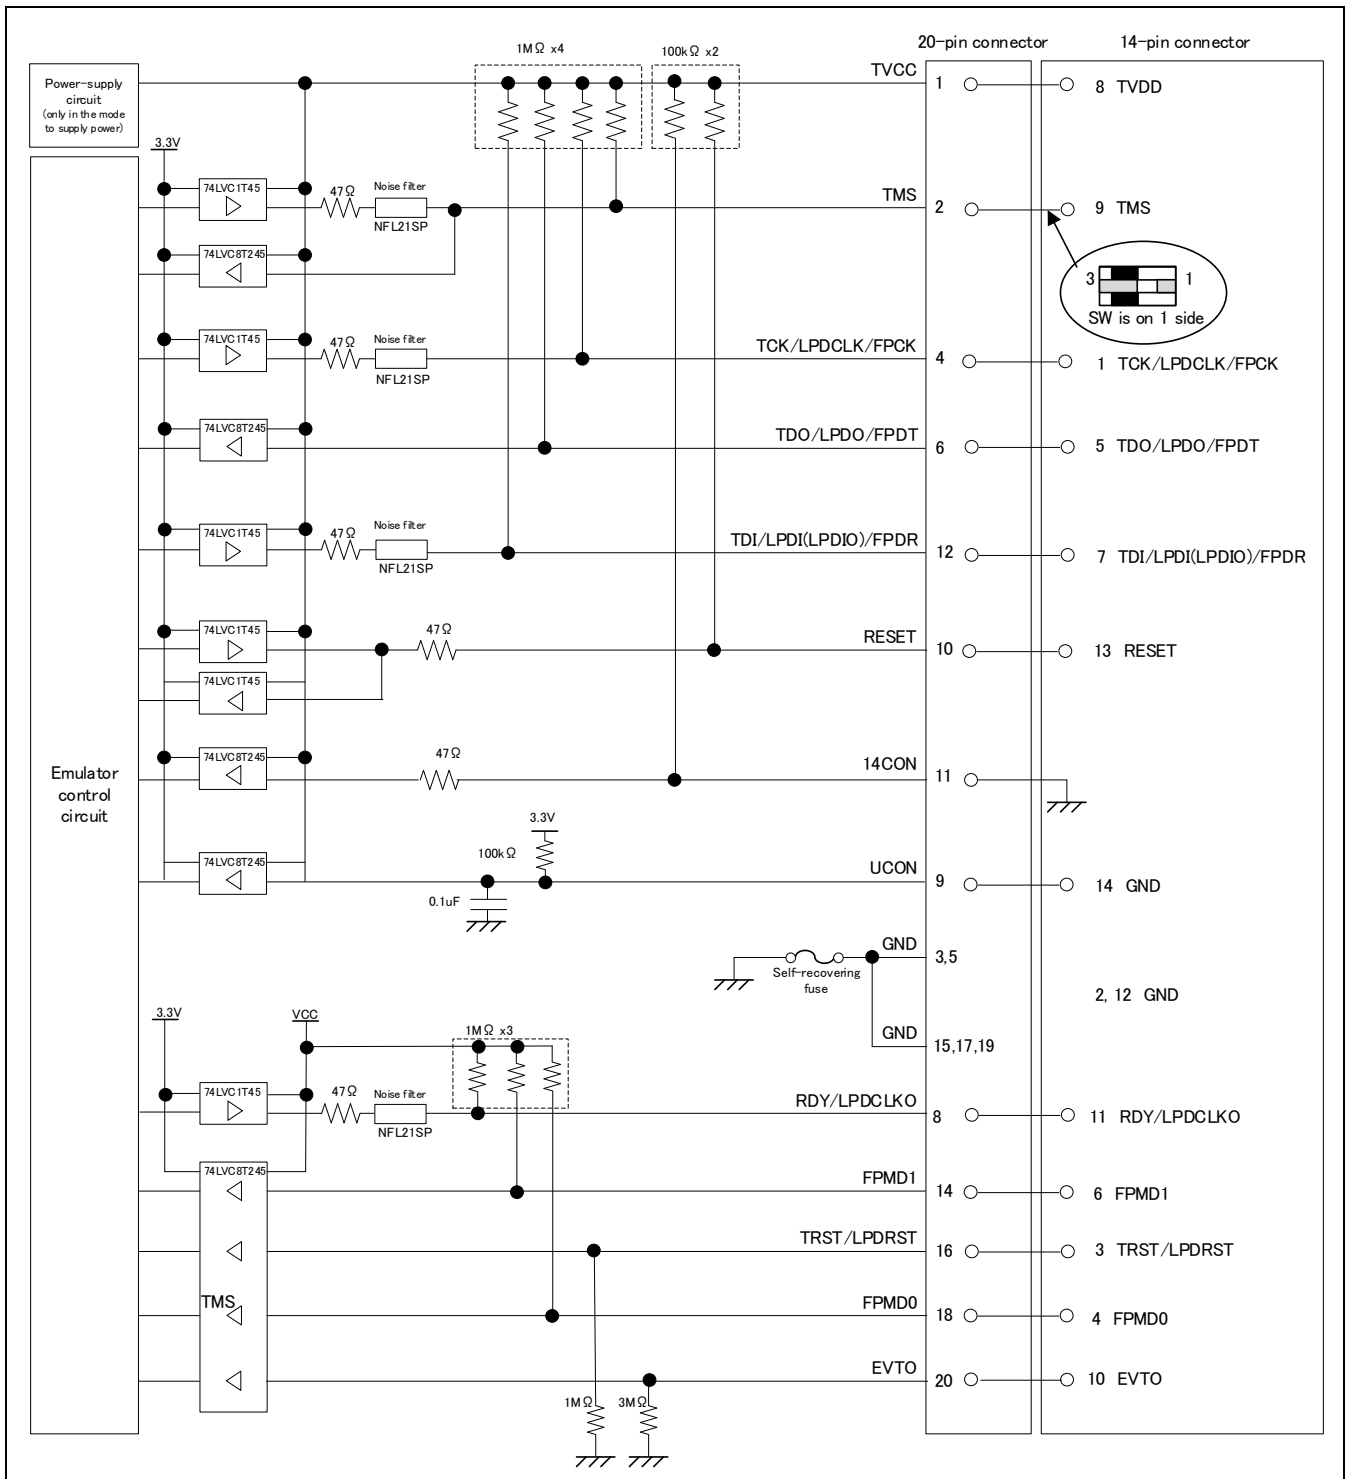 20-pin connector
14-pin connector
1MΩ x4
100kΩ x2
Power-supply
circuit
(only in the mode
to supply power)
TVCC
1
8 TVDD
3.3V
74LVC1T45
47Ω
Noise filter
NFL21SP
TMS
2
9 TMS
74LVC8T245
3
1
SW is on 1 side
74LVC1T45
47Ω
Noise filter
NFL21SP
TCK/LPDCLK/FPCK
4
1 TCK/LPDCLK/FPCK
74LVC8T245
TDO/LPDO/FPDT
6
5 TDO/LPDO/FPDT
74LVC1T45
47Ω
Noise filter
NFL21SP
TDI/LPDI(LPDIO)/FPDR
12
7 TDI/LPDI(LPDIO)/FPDR
74LVC1T45
47Ω
RESET
10
13 RESET
74LVC1T45
74LVC8T245
47Ω
14CON
11
Emulator
control
circuit
3.3V
74LVC8T245
100kΩ
0.1uF
UCON
9
14 GND
GND
3,5
Self-recovering
fuse
2, 12 GND
GND
15,17,19
3.3V
VCC
1MΩ x3
74LVC1T45
47Ω
Noise filter
NFL21SP
RDY/LPDCLKO
8
11 RDY/LPDCLKO
74LVC8T245
FPMD1
14
6 FPMD1
TRST/LPDRST
16
3 TRST/LPDRST
TMS
FPMD0
18
4 FPMD0
EVTO
20
10 EVTO
1MΩ
3MΩ